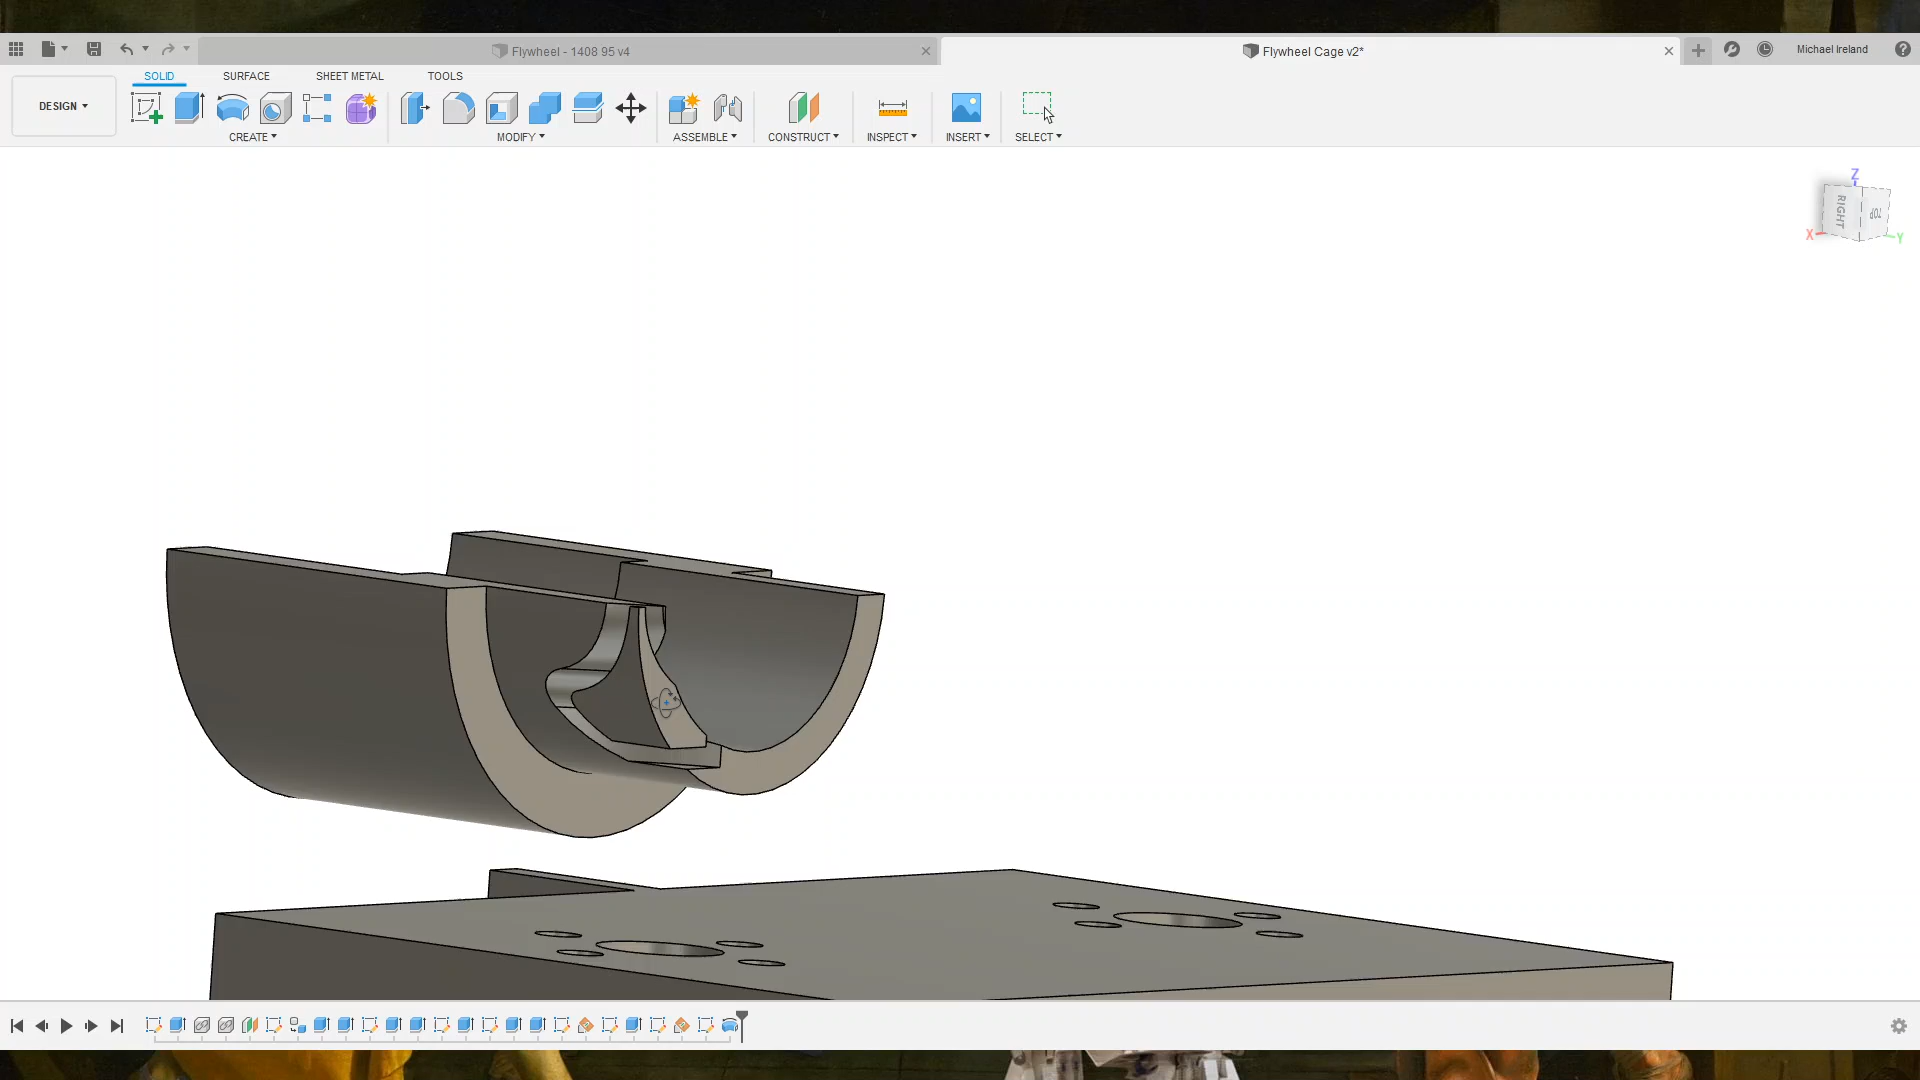 Flywheel - 1408 95 v4
Flywheel Cage v2*
Michael Ireland
SOLID
SURFACE
SHEET METAL
TOOLS
DESIGN
CREATE
MODIFY
ASSEMBLE
CONSTRUCT
INSPECT
INSERT
SELECT
Z
RIGHT
TOP
X
Y